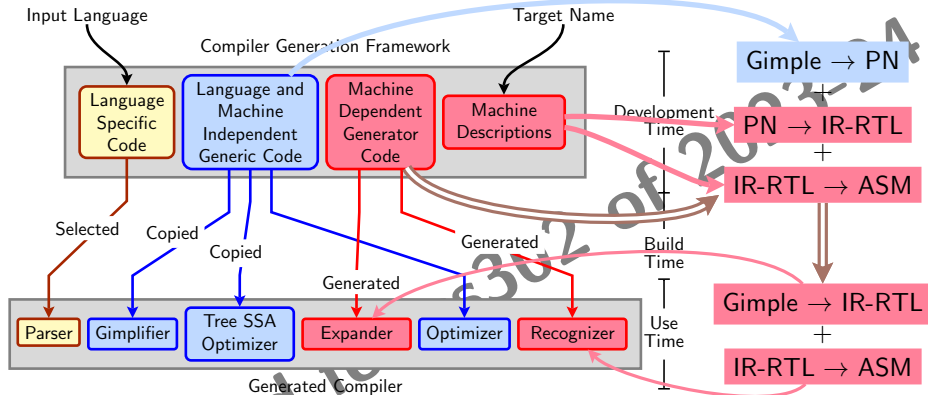 Input Language
Target Name
Compiler Generation Framework
Language
Specific
Code
Language and
Machine
Independent
Generic Code
Machine
Dependent
Generator
Code
Machine
Descriptions
Gimple → PN
+
PN → IR-RTL
+
IR-RTL → ASM
Development
Time
Selected
Copied
Copied
Generated
Generated
Build
Time
Gimple → IR-RTL
+
IR-RTL → ASM
Use
Time
Parser
Gimplifier
Tree SSA
Optimizer
Expander
Optimizer
Recognizer
Generated Compiler
of 2023-24